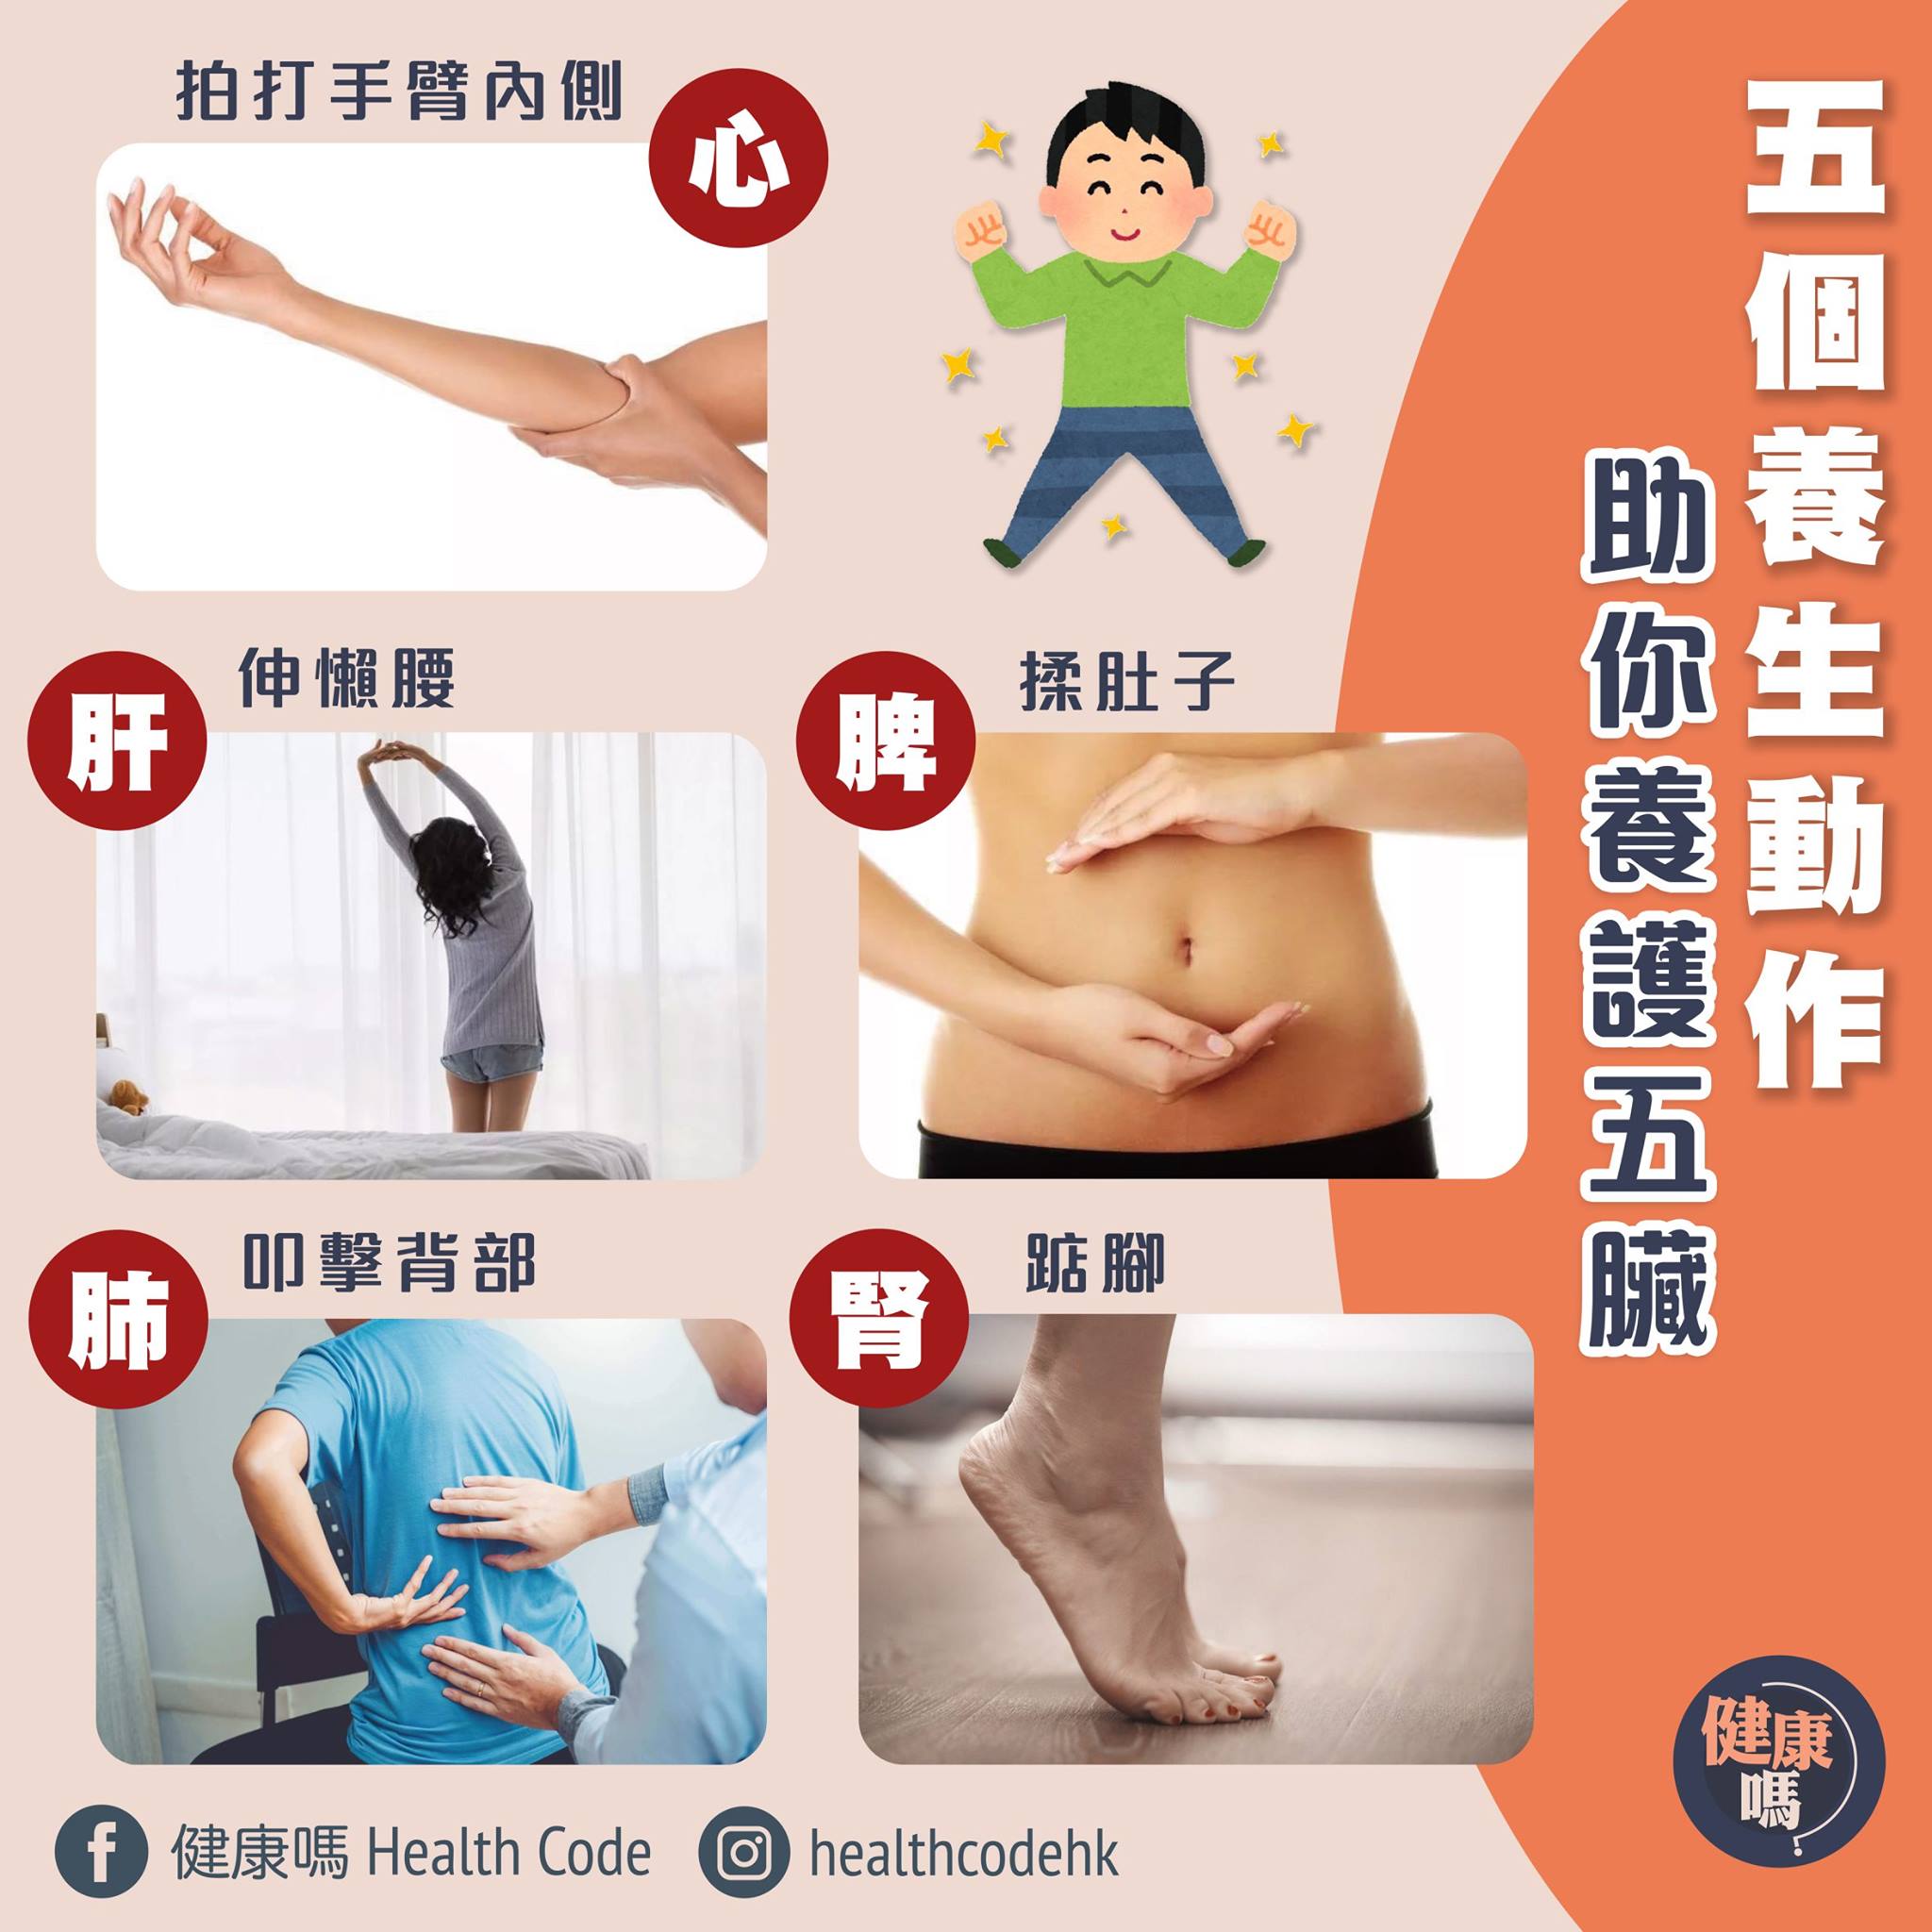 五個養生動作
助你養護五臟
拍打手臂內側
心
肝
伸懶腰
脾
揉肚子
肺
叩擊背部
腎
踮腳
健康嗎 Health Code
healthcodehk
健康
嗎?